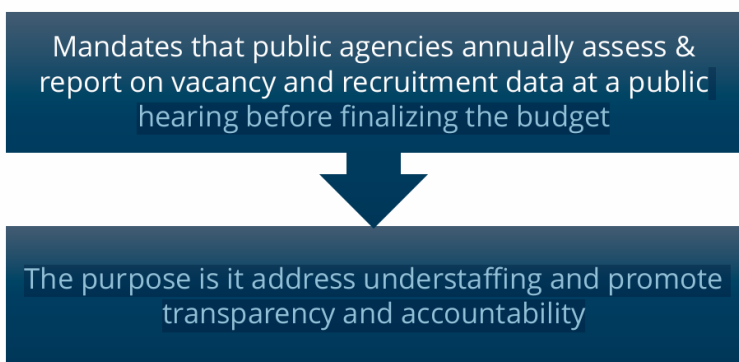 Mandates that public agencies annually assess &
report on vacancy and recruitment data at a public
hearing before finalizing the budget
The purpose is it address understaffing and promote
transparency and accountability